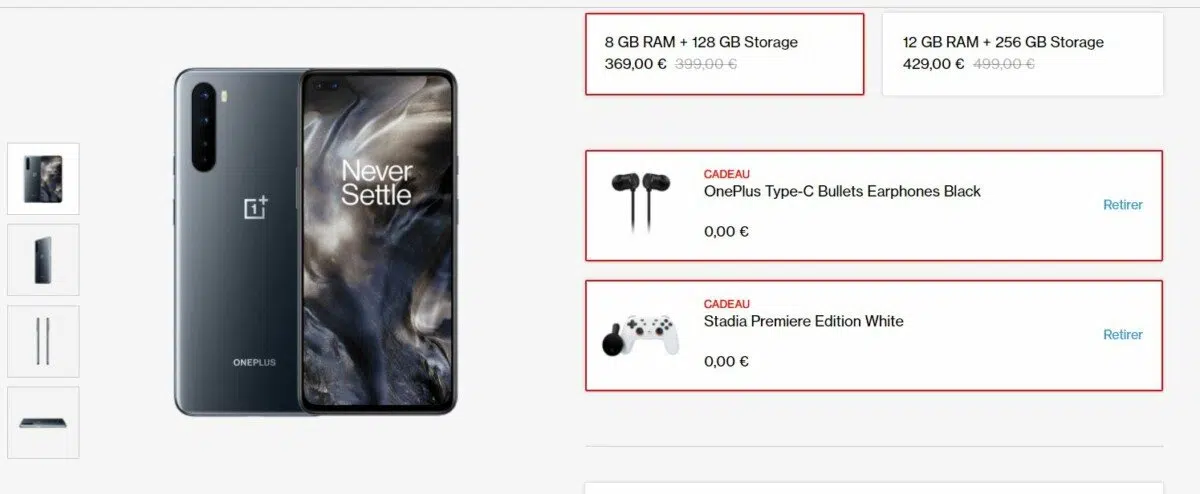 8 GB RAM + 128 GB Storage
369,00 € 399,00 €
12 GB RAM + 256 GB Storage
429,00 € 499,00 €
Never
Settle
ONEPLUS
CADEAU
OnePlus Type-C Bullets Earphones Black
Retirer
0,00 €
CADEAU
Stadia Premiere Edition White
Retirer
0,00 €